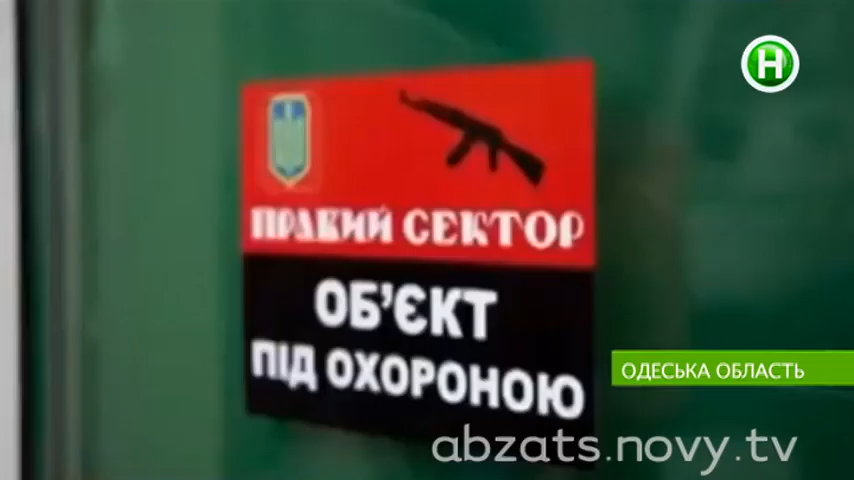 Н
ПРАВИЙ СЕКТОР
ОБ'ЄКТ
ПІД ОХОРОНОЮ
ОДЕСЬКА ОБЛАСТЬ
abzats.novy.tv